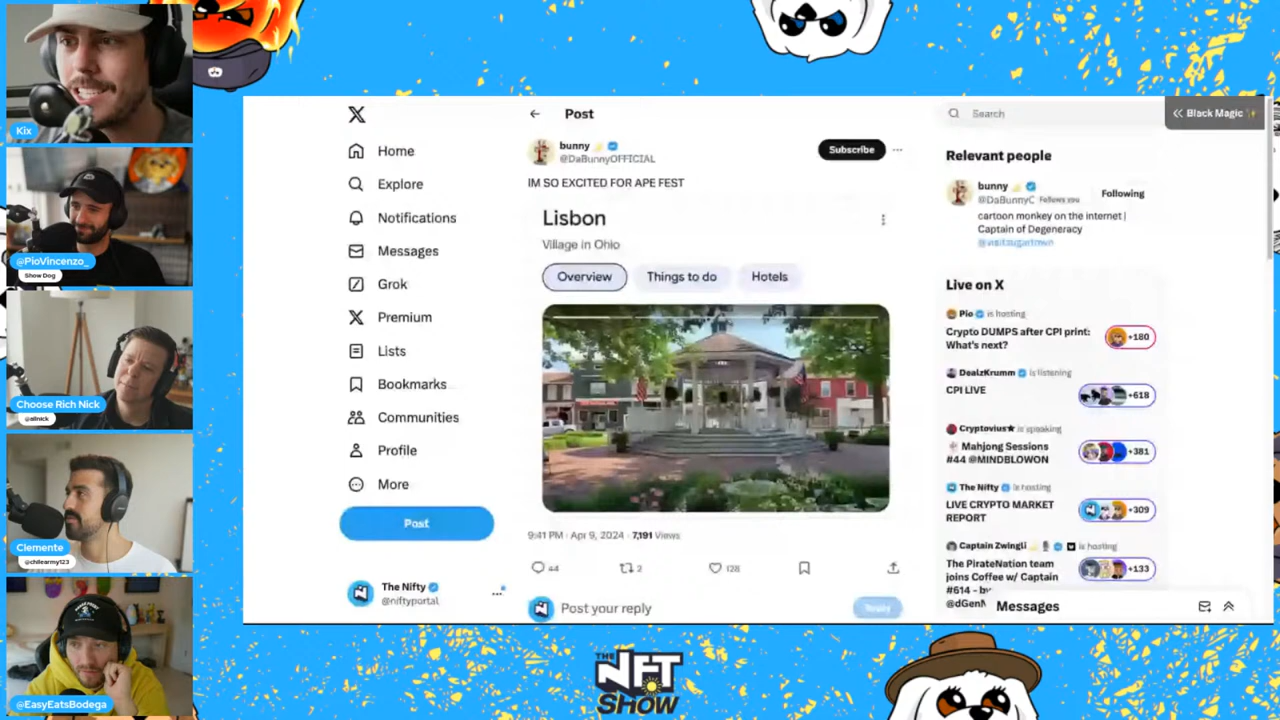 Kix
@PioVincenzo_
Show Dog
Choose Rich Nick
@allnick
Clemente
@chilearmy123
@EasyEatsBodega
Home
Explore
Notifications
Messages
Grok
Premium
Lists
Bookmarks
Communities
Profile
More
Post
The Nifty
@niftyportal
Post
bunny
@DaBunnyOFFICIAL
Subscribe
IM SO EXCITED FOR APE FEST
Lisbon
Village in Ohio
Overview
Things to do
Hotels
9:41 PM · Apr 9, 2024 · 7,191 Views
44
2
128
Post your reply
Reply
Search
« Black Magic
Relevant people
bunny
Following
@DaBunnyC Follows you
cartoon monkey on the internet |
Captain of Degeneracy
@visitsugartown
Live on X
Pio is hosting
Crypto DUMPS after CPI print:
What's next?
+180
DealzKrumm is listening
CPI LIVE
+618
Cryptovius★ is speaking
Mahjong Sessions
#44 @MINDBLOWON
+381
The Nifty is hosting
LIVE CRYPTO MARKET
REPORT
+309
Captain Zwingli is hosting
The PirateNation team
joins Coffee w/ Captain
#614 - by
@dGenN
+133
Messages
THE
NFT
SHOW